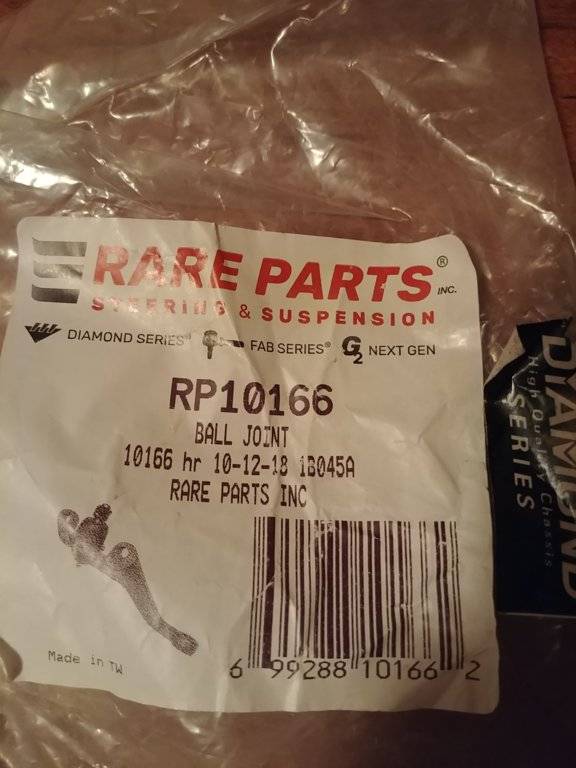 RARE PARTS® INC.
STEERING & SUSPENSION
DIAMOND SERIES® FAB SERIES® G2 NEXT GEN
RP10166
BALL JOINT
10166 hr 10-12-18 1B045A
RARE PARTS INC
Made in TW
6 99288 10166 2
DIAMOND
High Quality Chassis
SERIES